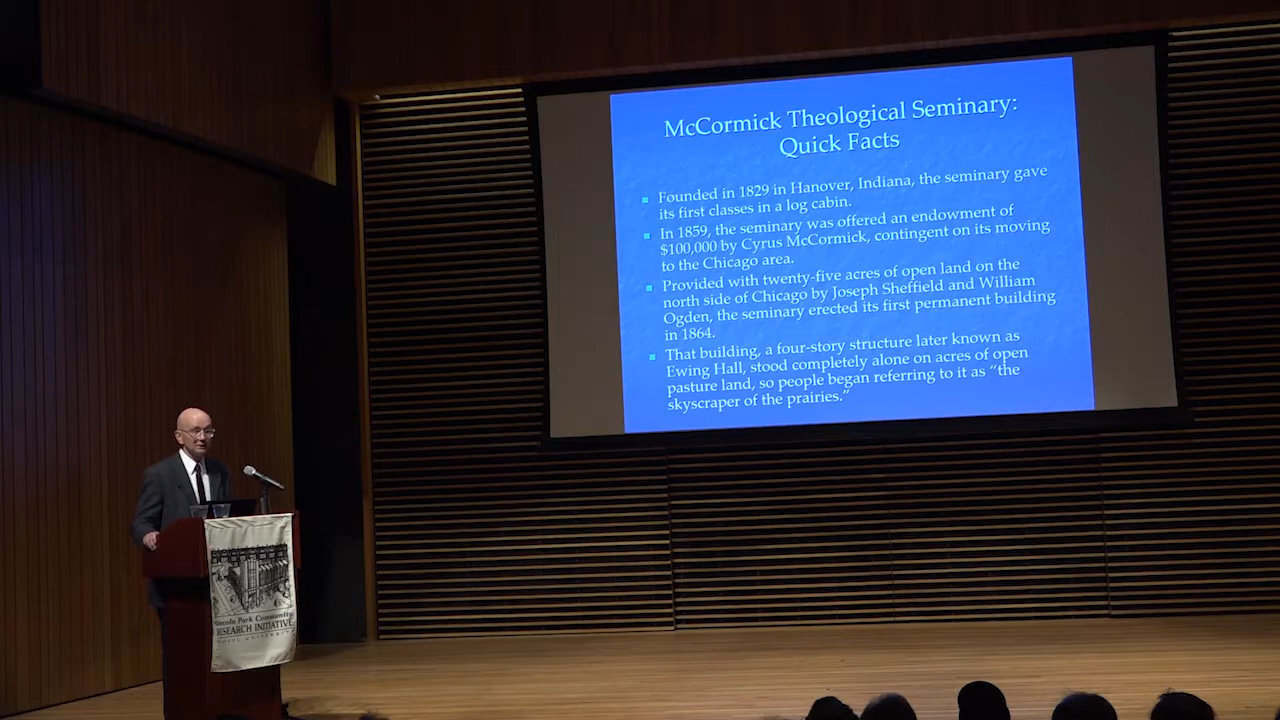 McCormick Theological Seminary:
Quick Facts
Founded in 1829 in Hanover, Indiana, the seminary gave
its first classes in a log cabin.
In 1859, the seminary was offered an endowment of
$100,000 by Cyrus McCormick, contingent on its moving
to the Chicago area.
Provided with twenty-five acres of open land on the
north side of Chicago by Joseph Sheffield and William
Ogden, the seminary erected its first permanent building
in 1864.
That building, a four-story structure later known as
Ewing Hall, stood completely alone on acres of open
pasture land, so people began referring to it as “the
skyscraper of the prairies.”
Lincoln Park Community
RESEARCH INITIATIVE
DEPAUL UNIVERSITY